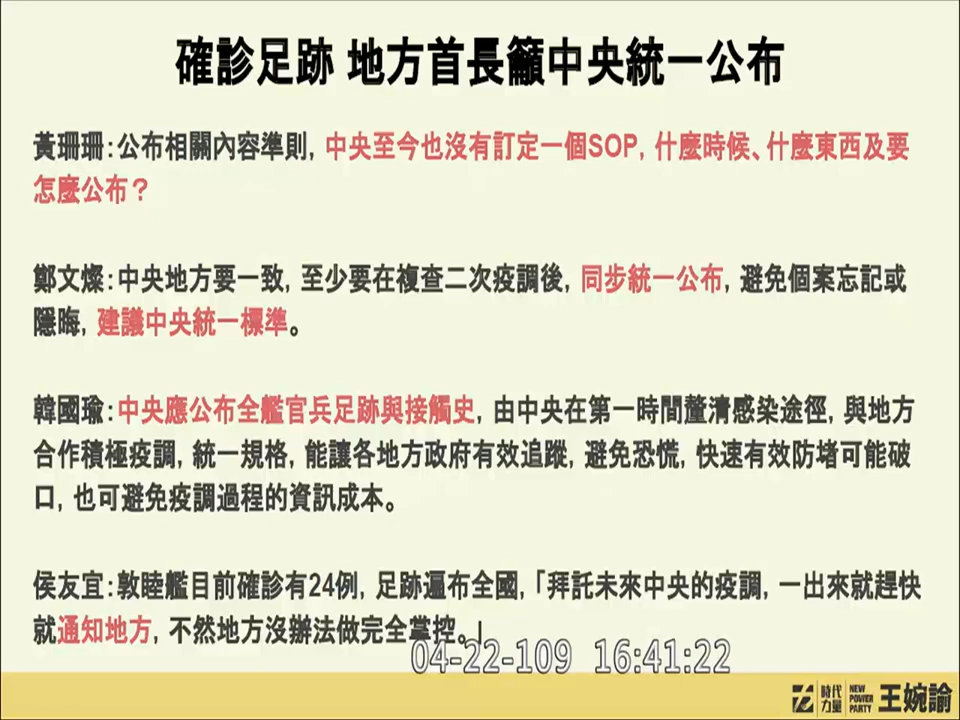 確診足跡 地方首長籲中央統一公布
黃珊珊：公布相關內容準則，中央至今也沒有訂定一個SOP，什麼時候、什麼東西及要
怎麼公布？
鄭文燦：中央地方要一致，至少要在複查二次疫調後，同步統一公布，避免個案忘記或
隱晦，建議中央統一標準。
韓國瑜：中央應公布全艦官兵足跡與接觸史，由中央在第一時間釐清感染途徑，與地方
合作積極疫調，統一規格，能讓各地方政府有效追蹤，避免恐慌，快速有效防堵可能破
口，也可避免疫調過程的資訊成本。
侯友宜：敦睦艦目前確診有24例，足跡遍布全國，「拜託未來中央的疫調，一出來就趕快
就通知地方，不然地方沒辦法做完全掌控。」
04-22-109 16:41:22
時代力量 NEW POWER PARTY 王婉諭